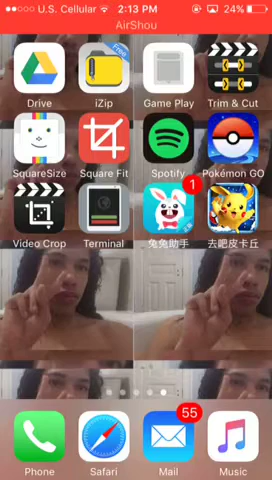 U.S. Cellular 2:13 PM 24%
AirShou
Drive iZip Game Play Trim & Cut
SquareSize Square Fit Spotify Pokémon GO
1
Video Crop Terminal 兔兔助手 去吧皮卡丘
55
Phone Safari Mail Music